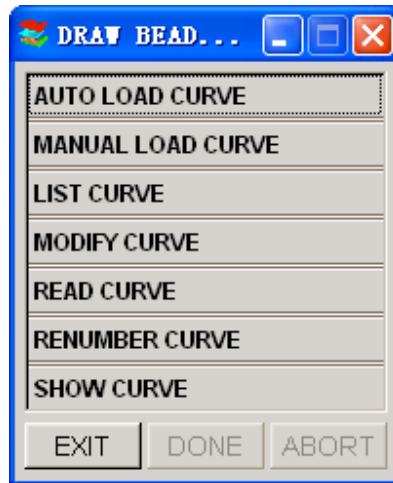 DRAW BEAD...
AUTO LOAD CURVE
MANUAL LOAD CURVE
LIST CURVE
MODIFY CURVE
READ CURVE
RENUMBER CURVE
SHOW CURVE
EXIT DONE ABORT